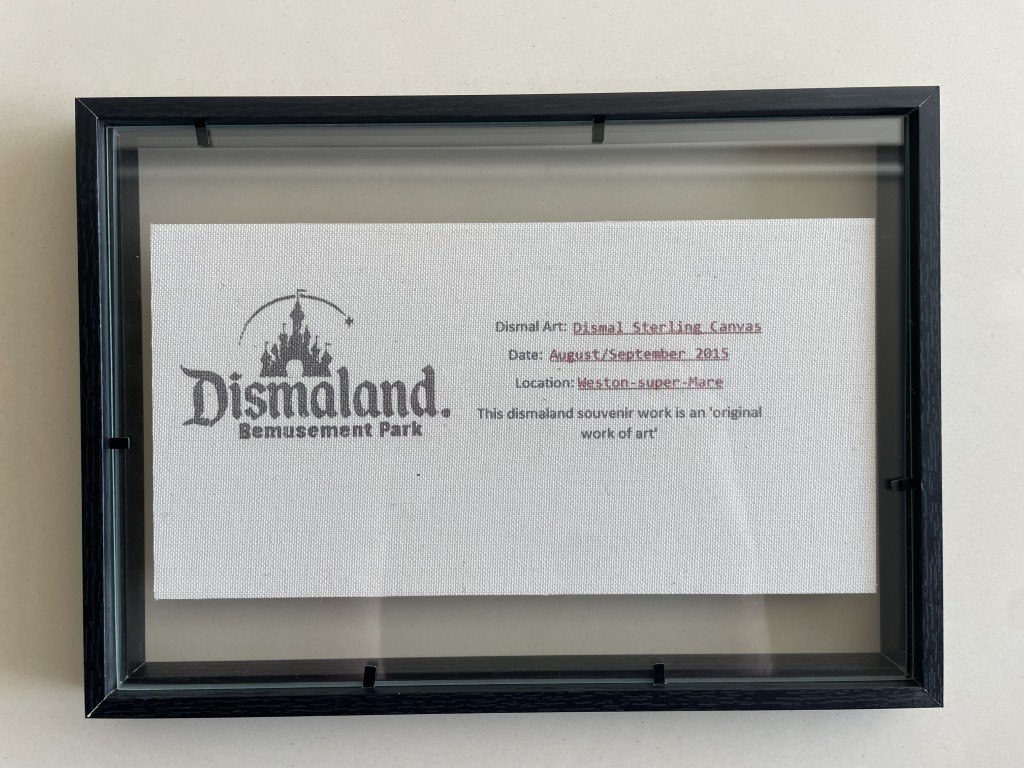 Dismaland.
Bemusement Park
Dismal Art: Dismal Sterling Canvas
Date: August/September 2015
Location: Weston-super-Mare
This dismaland souvenir work is an 'original
work of art'